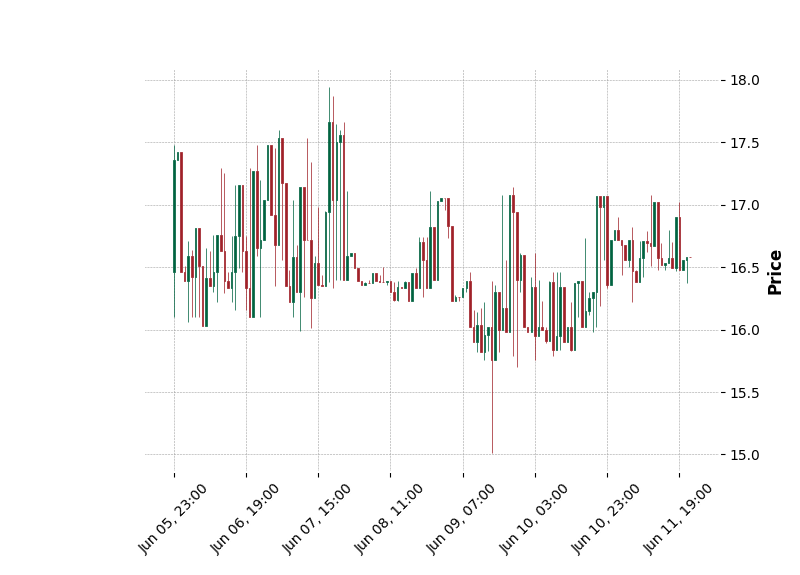 18.0
17.5
17.0
16.5
16.0
15.5
15.0
Price
Jun 05, 23:00
Jun 06, 19:00
Jun 07, 15:00
Jun 08, 11:00
Jun 09, 07:00
Jun 10, 03:00
Jun 10, 23:00
Jun 11, 19:00